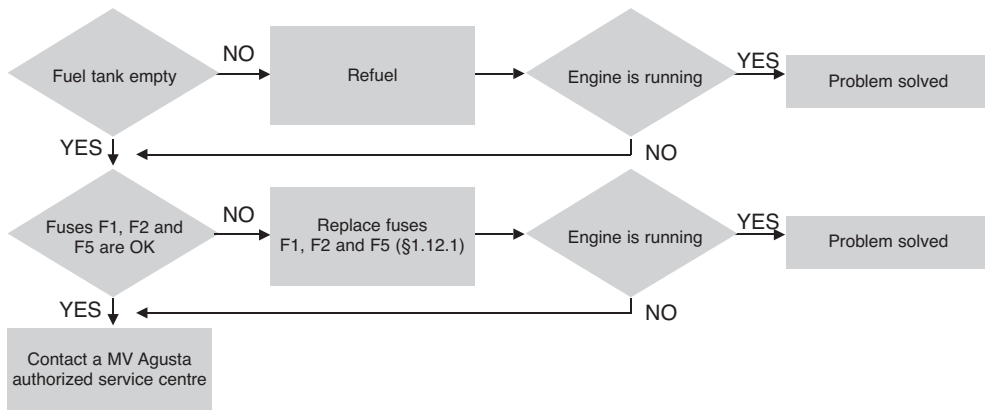 Fuel tank empty
NO
Refuel
Engine is running
YES
Problem solved
YES
NO
Fuses F1, F2 and
F5 are OK
NO
Replace fuses
F1, F2 and F5 (§1.12.1)
Engine is running
YES
Problem solved
YES
NO
Contact a MV Agusta
authorized service centre